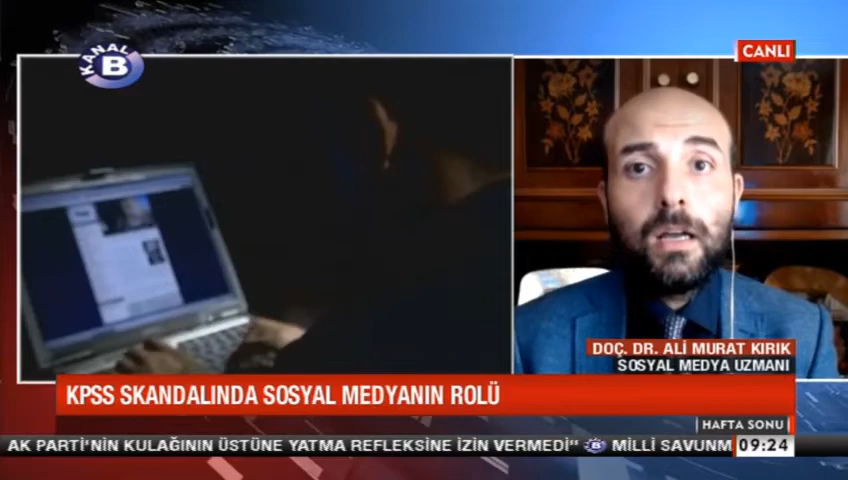 KANAL B
CANLI
DOÇ. DR. ALİ MURAT KIRIK
SOSYAL MEDYA UZMANI
KPSS SKANDALINDA SOSYAL MEDYANIN ROLÜ
HAFTA SONU
AK PARTİ'NİN KULAĞININ ÜSTÜNE YATMA REFLEKSİNE İZİN VERMEDİ" B MİLLİ SAVUNM 09:24